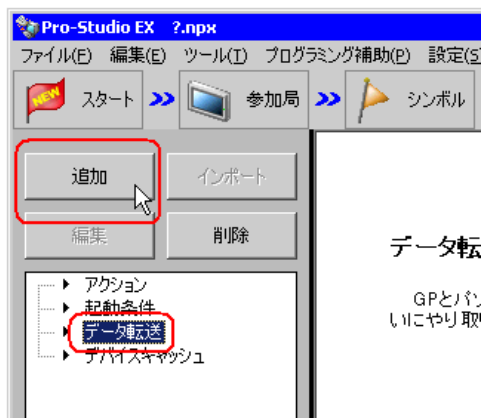 Pro-Studio EX ?.npx
ファイル(F) 編集(E) ツール(T) プログラミング補助(P) 設定(S
NEW スタート 参加局 シンボル
追加 インポート
編集 削除
アクション
起動条件
データ転送
デバイスキャッシュ
データ転
GPとパソ
いにやり取